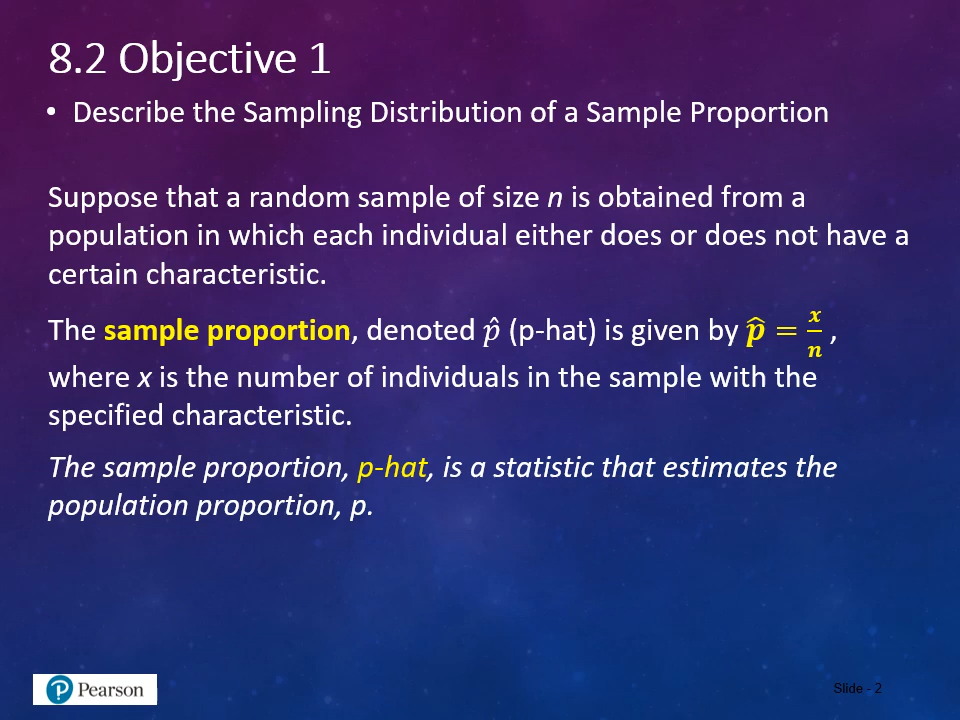 8.2 Objective 1
• Describe the Sampling Distribution of a Sample Proportion
Suppose that a random sample of size n is obtained from a
population in which each individual either does or does not have a
certain characteristic.
The sample proportion, denoted p̂ (p-hat) is given by p̂ = x/n ,
where x is the number of individuals in the sample with the
specified characteristic.
The sample proportion, p-hat, is a statistic that estimates the
population proportion, p.
Pearson
Slide - 2